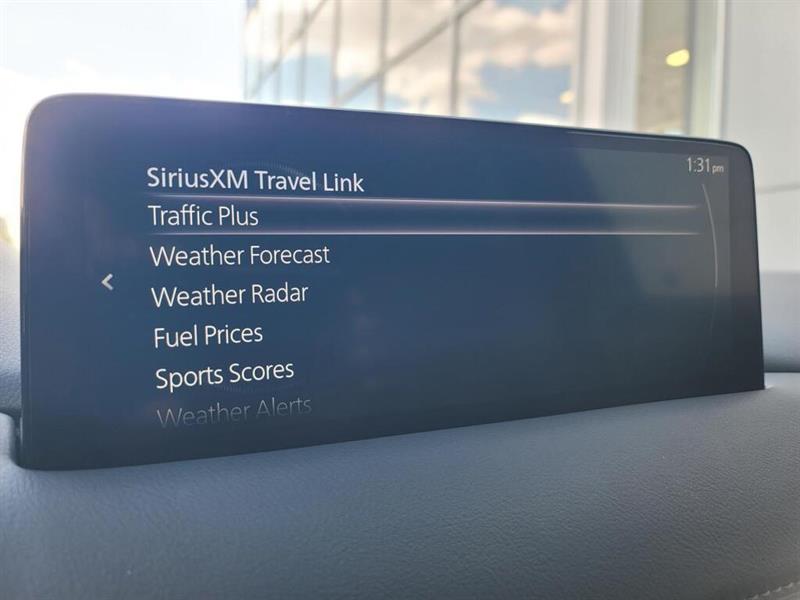 SiriusXM Travel Link
1:31 pm
Traffic Plus
Weather Forecast
Weather Radar
Fuel Prices
Sports Scores
Weather Alerts